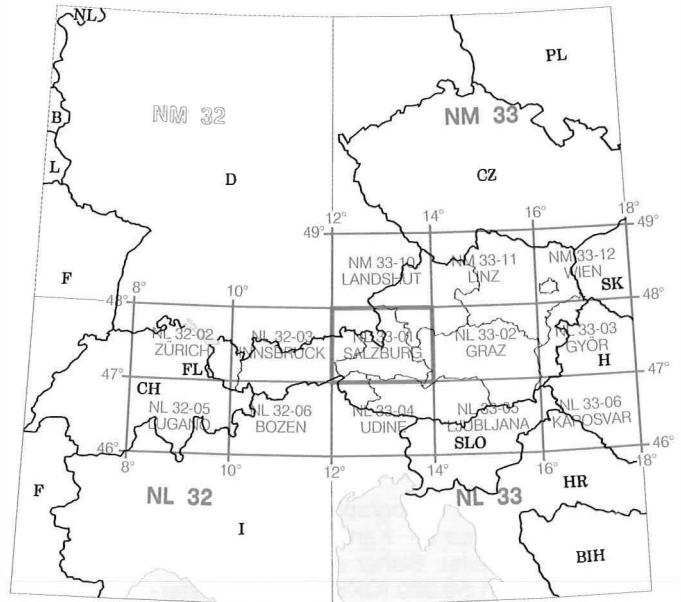 NL
PL
B
NM 32
NM 33
L
D
CZ
12°
14°
16°
18°
49°
49°
F
NM 33-10
LANDSHUT
NM 33-11
LINZ
NM 33-12
WIEN
SK
8°
10°
48°
48°
NL 32-02
ZÜRICH
NL 32-03
INNSBRUCK
NL 33-01
SALZBURG
NL 33-02
GRAZ
NL 33-03
GYÖR
FL
H
47°
CH
47°
NL 32-05
LUGANO
NL 32-06
BOZEN
NL 33-04
UDINE
NL 33-05
LJUBLJANA
NL 33-06
KAPOSVAR
SLO
46°
46°
8°
10°
12°
14°
16°
18°
F
NL 32
NL 33
HR
I
BIH